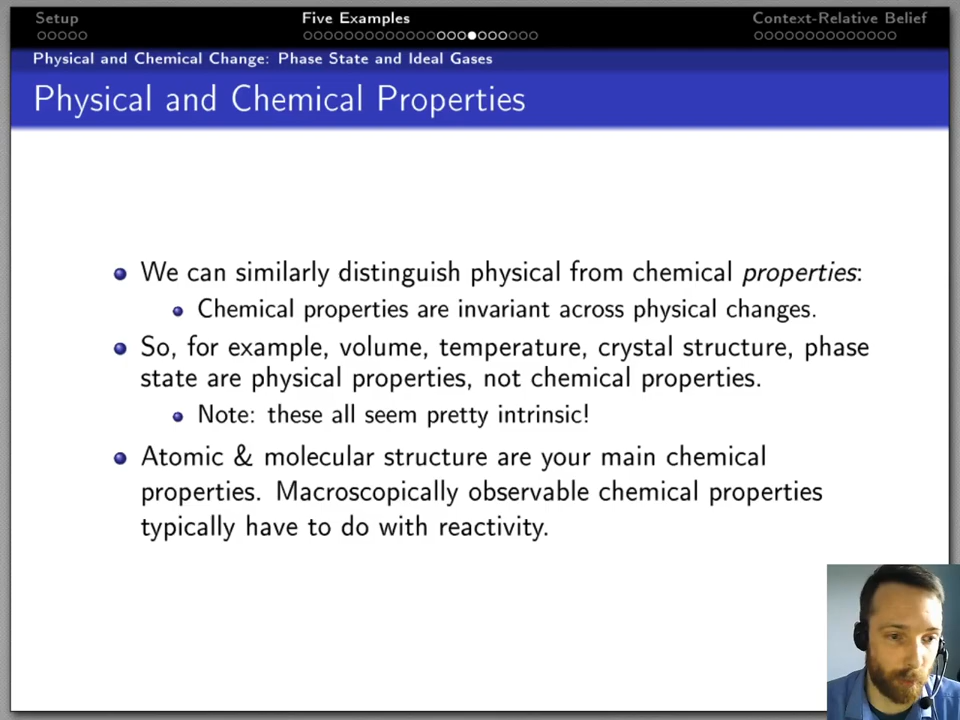 Setup Five Examples Context-Relative Belief
Physical and Chemical Change: Phase State and Ideal Gases
Physical and Chemical Properties
We can similarly distinguish physical from chemical properties:
Chemical properties are invariant across physical changes.
So, for example, volume, temperature, crystal structure, phase
state are physical properties, not chemical properties.
Note: these all seem pretty intrinsic!
Atomic & molecular structure are your main chemical
properties. Macroscopically observable chemical properties
typically have to do with reactivity.